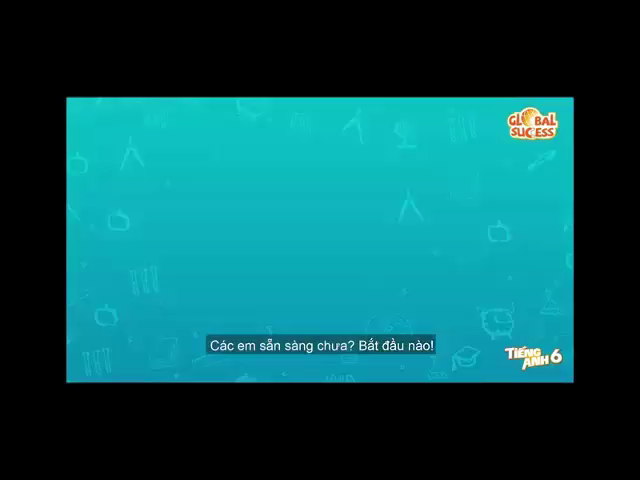 GLOBAL
SUCCESS
Các em sẵn sàng chưa? Bắt đầu nào!
TIẾNG
ANH 6